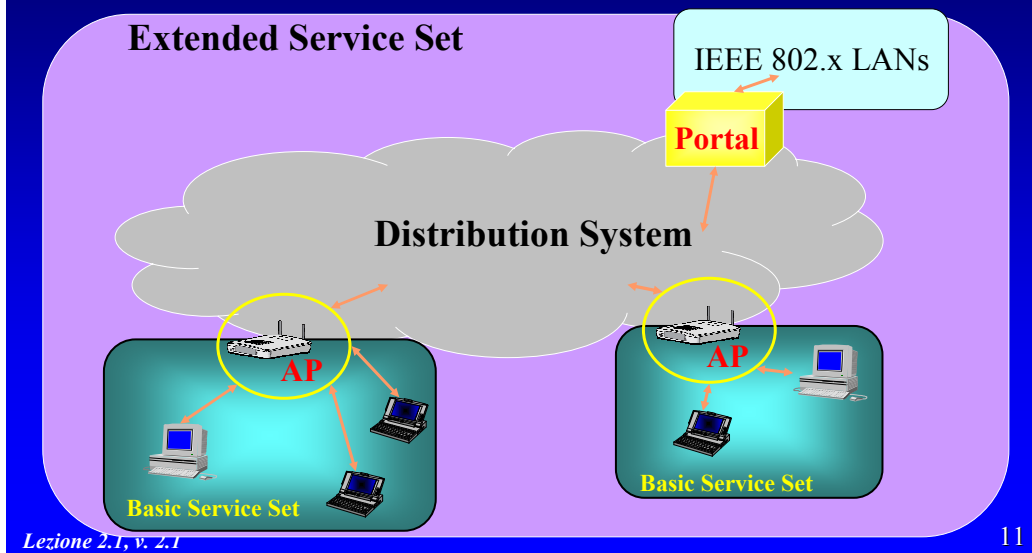 Extended Service Set
IEEE 802.x LANs
Portal
Distribution System
AP
AP
Basic Service Set
Basic Service Set
Lezione 2.1, v. 2.1
11